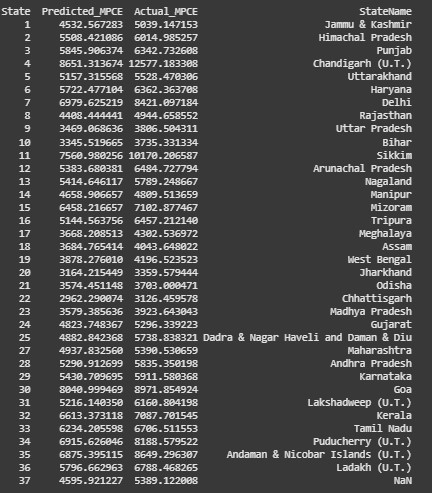 State Predicted_MPCE Actual_MPCE StateName
1 4532.567283 5039.147153 Jammu & Kashmir
2 5508.421086 6014.985257 Himachal Pradesh
3 5845.906374 6342.732608 Punjab
4 8651.313674 12577.183308 Chandigarh (U.T.)
5 5157.315568 5528.470306 Uttarakhand
6 5722.477104 6362.363708 Haryana
7 6979.625219 8421.097184 Delhi
8 4408.444441 4944.658552 Rajasthan
9 3469.068636 3806.504311 Uttar Pradesh
10 3345.519665 3735.331334 Bihar
11 7560.980256 10170.206587 Sikkim
12 5383.680381 6484.727794 Arunachal Pradesh
13 5414.646117 5789.248667 Nagaland
14 4658.906657 4809.513659 Manipur
15 6458.216657 7102.877467 Mizoram
16 5144.563756 6457.212140 Tripura
17 3668.208513 4302.536972 Meghalaya
18 3684.765414 4043.648022 Assam
19 3878.276010 4196.523523 West Bengal
20 3164.215449 3359.579444 Jharkhand
21 3574.451148 3703.000471 Odisha
22 2962.290074 3126.459578 Chhattisgarh
23 3579.385636 3923.643043 Madhya Pradesh
24 4823.748367 5296.339223 Gujarat
25 4882.842368 5738.838321 Dadra & Nagar Haveli and Daman & Diu
27 4937.832560 5390.530659 Maharashtra
28 5290.912699 5835.350198 Andhra Pradesh
29 5430.709695 5911.580368 Karnataka
30 8040.999469 8971.854924 Goa
31 5216.140350 6160.804198 Lakshadweep (U.T.)
32 6613.373118 7087.701545 Kerala
33 6234.205598 6706.511553 Tamil Nadu
34 6915.626046 8188.579522 Puducherry (U.T.)
35 6875.395115 8649.296307 Andaman & Nicobar Islands (U.T.)
36 5796.662963 6788.468265 Ladakh (U.T.)
37 4595.921227 5389.122008 NaN